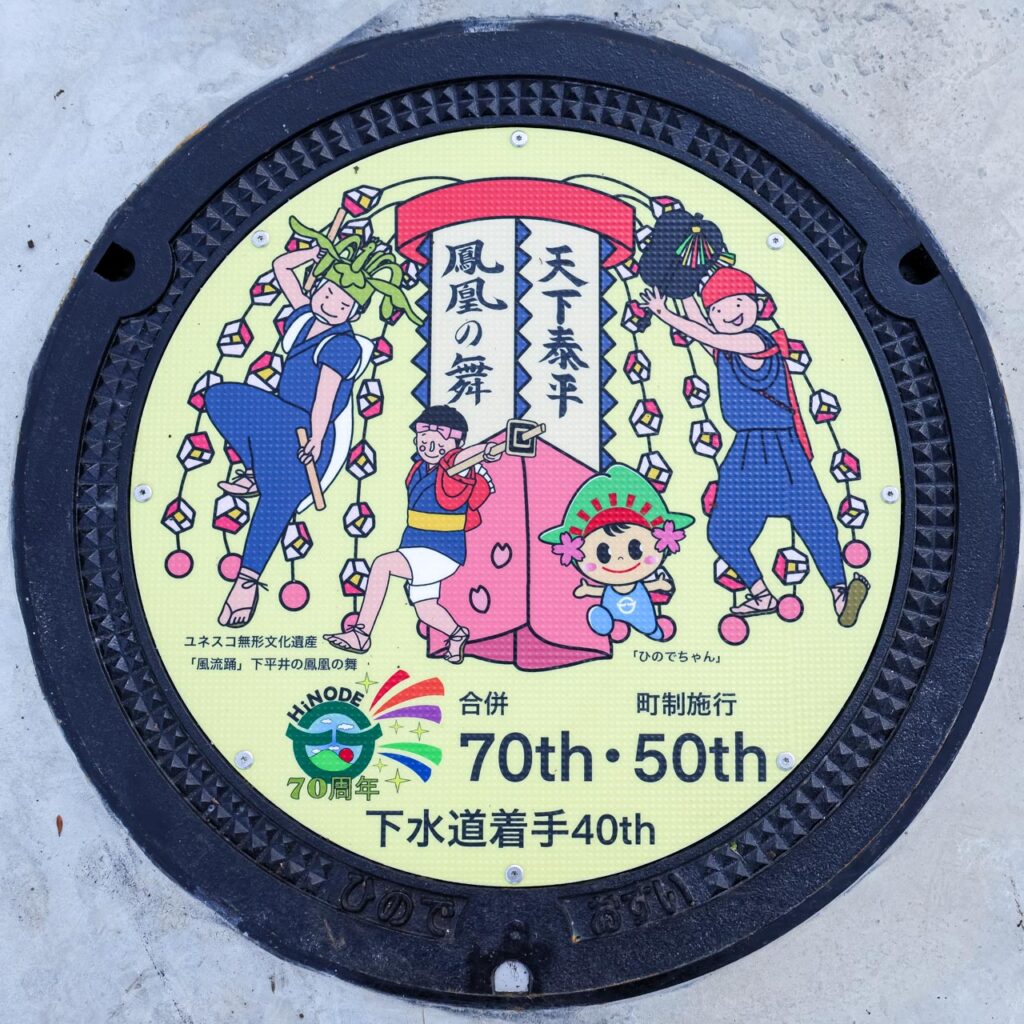 天下泰平
鳳凰の舞
ユネスコ無形文化遺産
「風流踊」下平井の鳳凰の舞
「ひのでちゃん」
HiNODE
70周年
合併 町制施行
70th・50th
下水道着手40th
ひので おすい